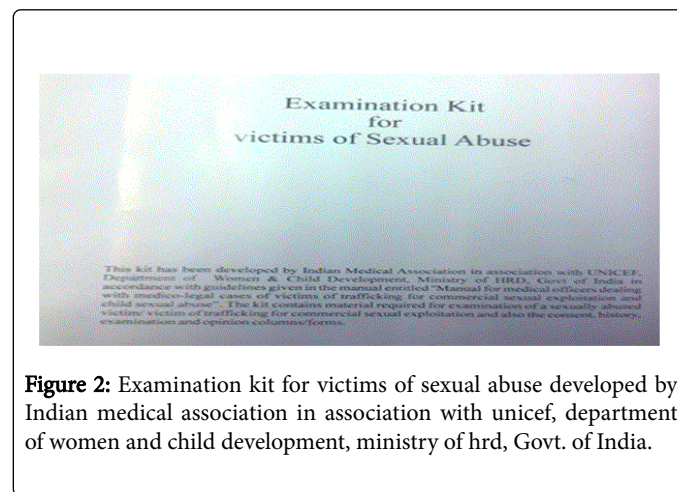 Examination Kit
for
victims of Sexual Abuse
This kit has been developed by Indian Medical Association in association with UNICEF,
Department of Women & Child Development, Ministry of HRD, Govt of India in
accordance with guidelines given in the manual entitled "Manual for medical officers dealing
with medico-legal cases of victims of trafficking for commercial sexual exploitation and
child sexual abuse". The kit contains material required for examination of a sexually abused
victim/ victim of trafficking for commercial sexual exploitation and also the consent, history,
examination and opinion columns/forms.
Figure 2: Examination kit for victims of sexual abuse developed by
Indian medical association in association with unicef, department
of women and child development, ministry of hrd, Govt. of India.